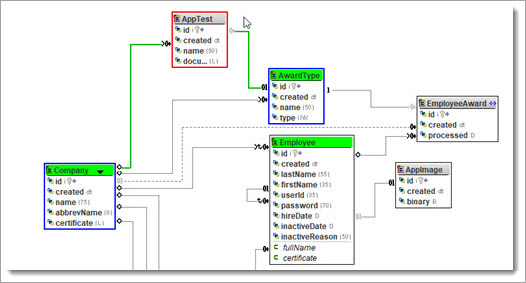 AppTest
id
created dt
name (50)
docu... (L)
AwardType
id
created dt
name (50)
type
1
EmployeeAward
id
created dt
processed D
Employee
id
created dt
lastName (55)
firstName (35)
userId (35)
password (70)
hireDate D
inactiveDate D
inactiveReason (50)
fullName
certificate
AppImage
id
created dt
binary B
Company
id
created dt
name (75)
abbrevName (8)
certificate (L)